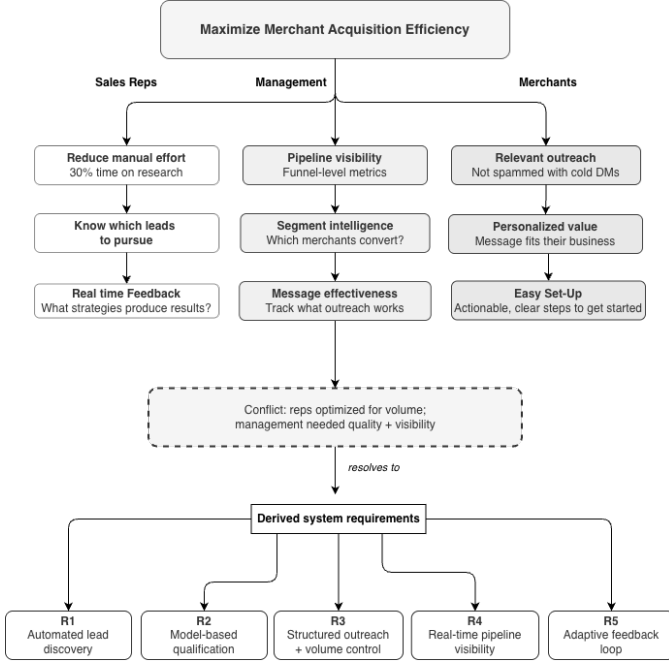 Maximize Merchant Acquisition Efficiency
Sales Reps
Management
Merchants
Reduce manual effort
30% time on research
Pipeline visibility
Funnel-level metrics
Relevant outreach
Not spammed with cold DMs
Know which leads
to pursue
Segment intelligence
Which merchants convert?
Personalized value
Message fits their business
Real time Feedback
What strategies produce results?
Message effectiveness
Track what outreach works
Easy Set-Up
Actionable, clear steps to get started
Conflict: reps optimized for volume;
management needed quality + visibility
resolves to
Derived system requirements
R1
Automated lead
discovery
R2
Model-based
qualification
R3
Structured outreach
+ volume control
R4
Real-time pipeline
visibility
R5
Adaptive feedback
loop